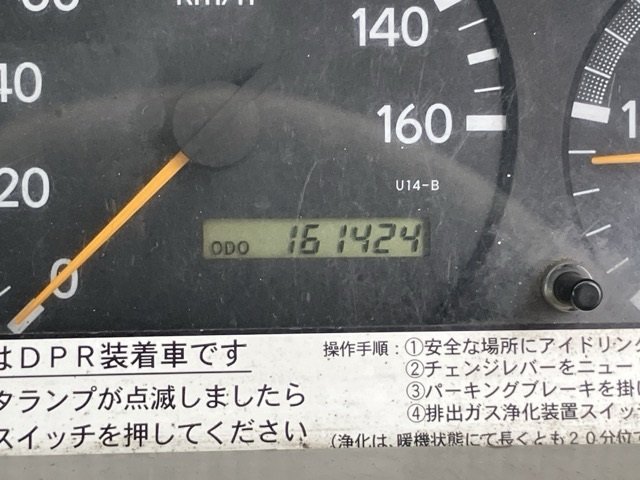 km/h
140
40
160
20
U14-B
ODO 161424
0
はDPR装着車です
タランプが点滅しましたら
スイッチを押してください
操作手順:①安全な場所にアイドリング
②チェンジレバーをニュー
③パーキングブレーキを掛
④排出ガス浄化装置スイッ
(浄化は、暖機状態にて長くとも20分位で